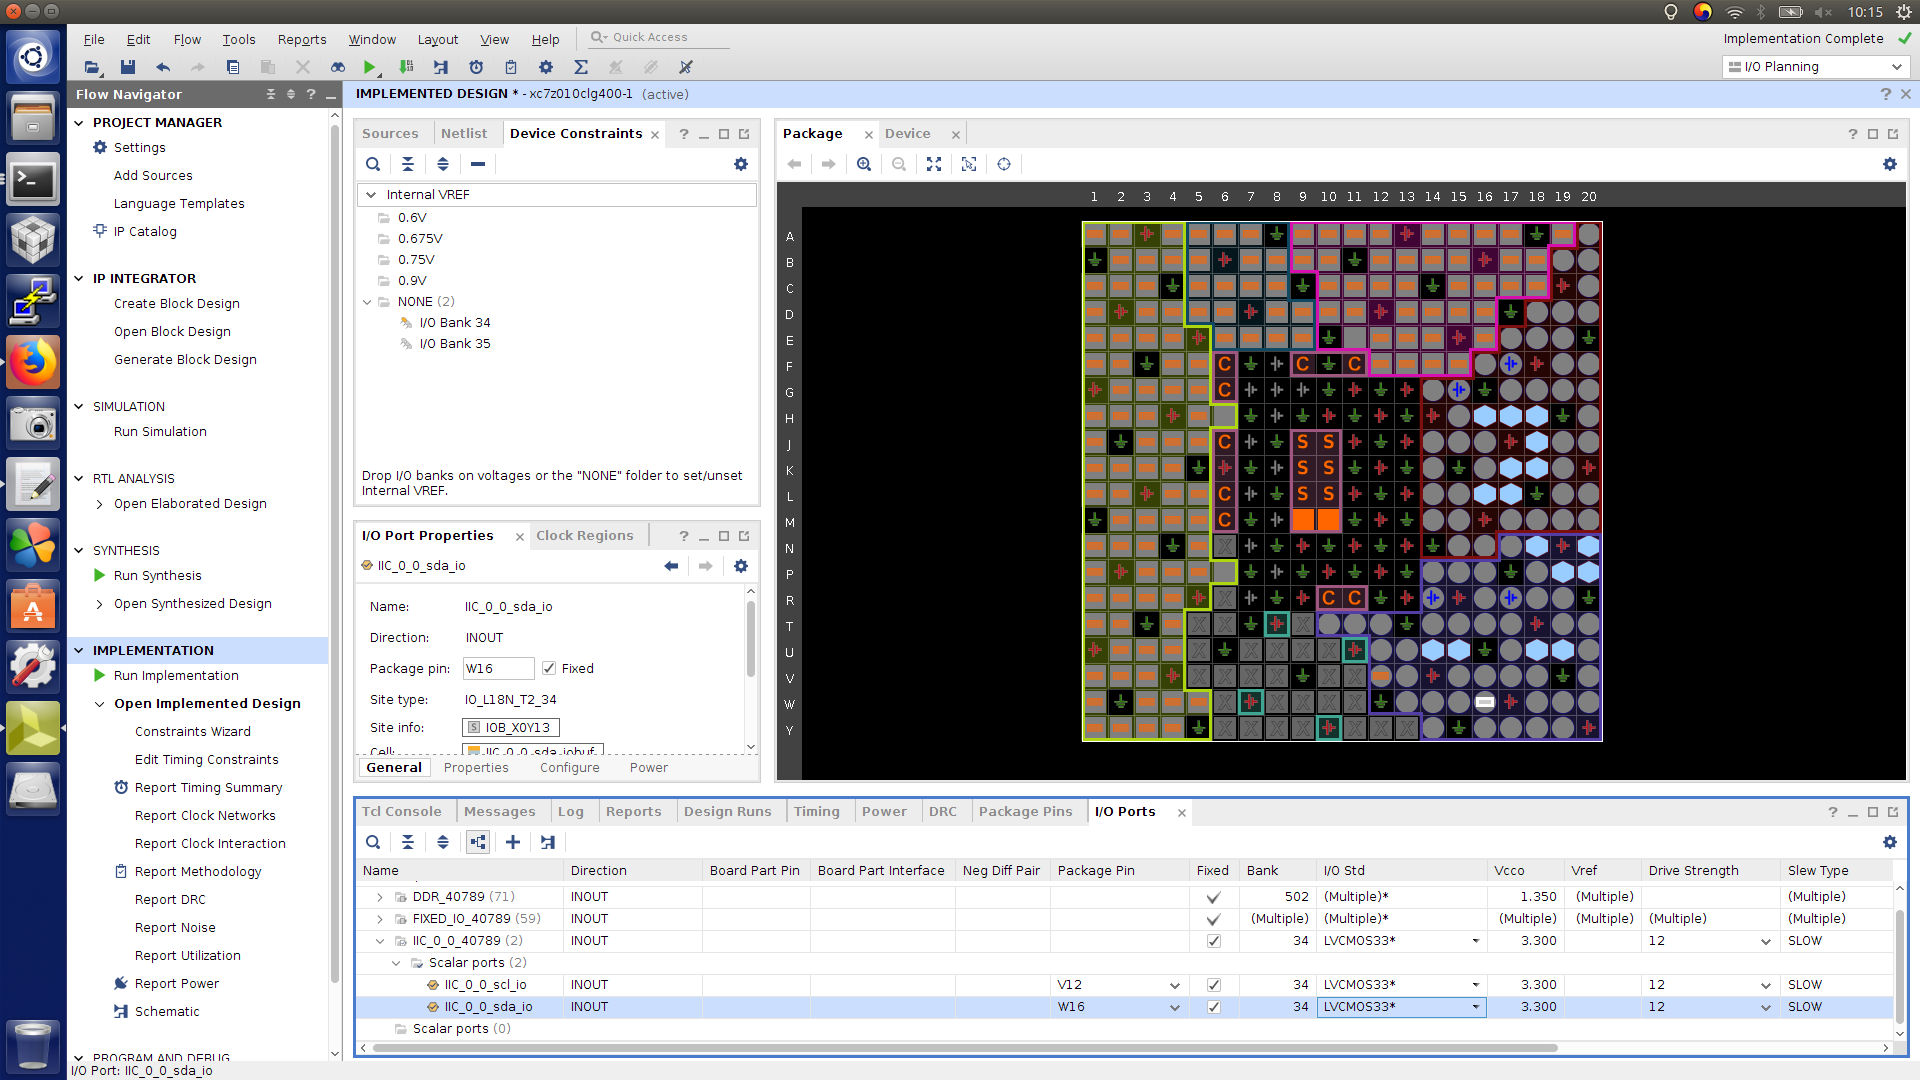 10:15
File Edit Flow Tools Reports Window Layout View Help Quick Access
Implementation Complete
I/O Planning
Flow Navigator
PROJECT MANAGER
Settings
Add Sources
Language Templates
IP Catalog
IP INTEGRATOR
Create Block Design
Open Block Design
Generate Block Design
SIMULATION
Run Simulation
RTL ANALYSIS
Open Elaborated Design
SYNTHESIS
Run Synthesis
Open Synthesized Design
IMPLEMENTATION
Run Implementation
Open Implemented Design
Constraints Wizard
Edit Timing Constraints
Report Timing Summary
Report Clock Networks
Report Clock Interaction
Report Methodology
Report DRC
Report Noise
Report Utilization
Report Power
Schematic
PROGRAM AND DEBUG
I/O Port: IIC_0_0_sda_io
IMPLEMENTED DESIGN * - xc7z010clg400-1 (active)
Sources Netlist Device Constraints
Internal VREF
0.6V
0.675V
0.75V
0.9V
NONE (2)
I/O Bank 34
I/O Bank 35
Drop I/O banks on voltages or the "NONE" folder to set/unset
Internal VREF.
I/O Port Properties Clock Regions
IIC_0_0_sda_io
Name: IIC_0_0_sda_io
Direction: INOUT
Package pin: W16 Fixed
Site type: IO_L18N_T2_34
Site info: IOB_X0Y13
Cell: IIC_0_0_sda_iobuf
General Properties Configure Power
Package Device
1 2 3 4 5 6 7 8 9 10 11 12 13 14 15 16 17 18 19 20
A
B
C
D
E
F C C C
G C
H
J C S S
K S S
L C S S
M C
N
P
R C C
T
U
V
W
Y
Tcl Console Messages Log Reports Design Runs Timing Power DRC Package Pins I/O Ports
Name Direction Board Part Pin Board Part Interface Neg Diff Pair Package Pin Fixed Bank I/O Std Vcco Vref Drive Strength Slew Type
DDR_40789 (71) INOUT 502 (Multiple)* 1.350 (Multiple) (Multiple)
FIXED_IO_40789 (59) INOUT (Multiple) (Multiple)* (Multiple) (Multiple) (Multiple) (Multiple)
IIC_0_0_40789 (2) INOUT 34 LVCMOS33* 3.300 12 SLOW
Scalar ports (2)
IIC_0_0_scl_io INOUT V12 34 LVCMOS33* 3.300 12 SLOW
IIC_0_0_sda_io INOUT W16 34 LVCMOS33* 3.300 12 SLOW
Scalar ports (0)